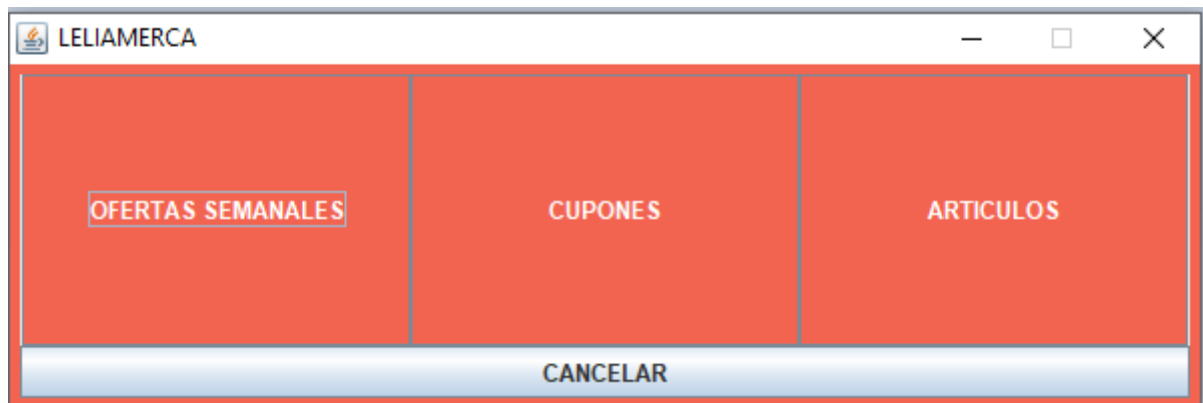 LELIAMERCA
OFERTAS SEMANALES
CUPONES
ARTICULOS
CANCELAR